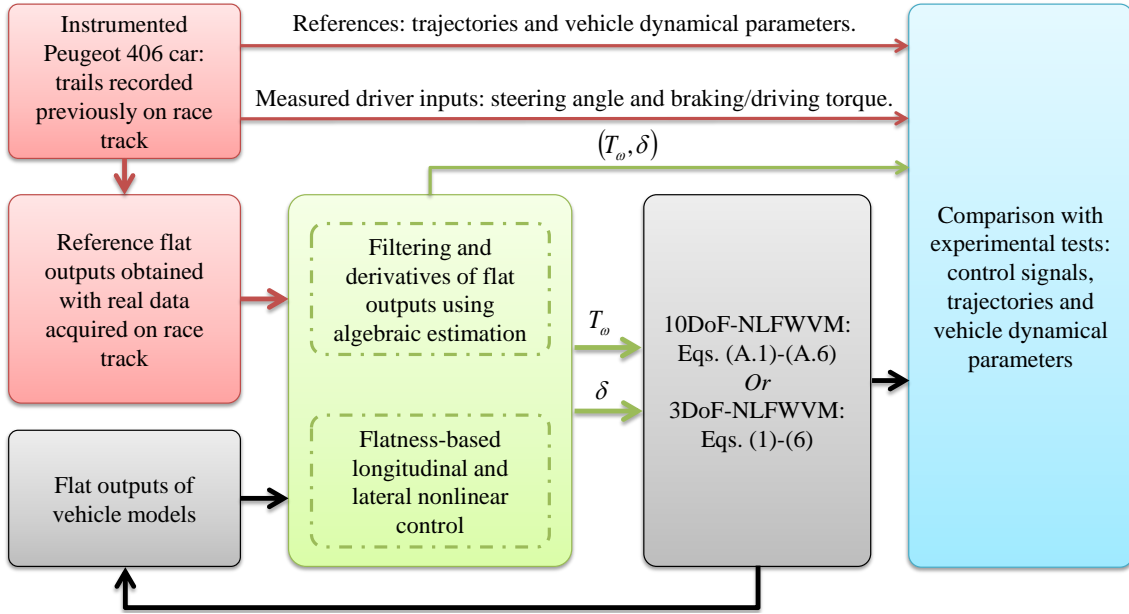 Instrumented
Peugeot 406 car:
trails recorded
previously on race
track
References: trajectories and vehicle dynamical parameters.
Measured driver inputs: steering angle and braking/driving torque.
(T_ω, δ)
Reference flat
outputs obtained
with real data
acquired on race
track
Filtering and
derivatives of flat
outputs using
algebraic estimation
T_ω
δ
Flatness-based
longitudinal and
lateral nonlinear
control
Flat outputs of
vehicle models
10DoF-NLFWVM:
Eqs. (A.1)-(A.6)
Or
3DoF-NLFWVM:
Eqs. (1)-(6)
Comparison with
experimental tests:
control signals,
trajectories and
vehicle dynamical
parameters